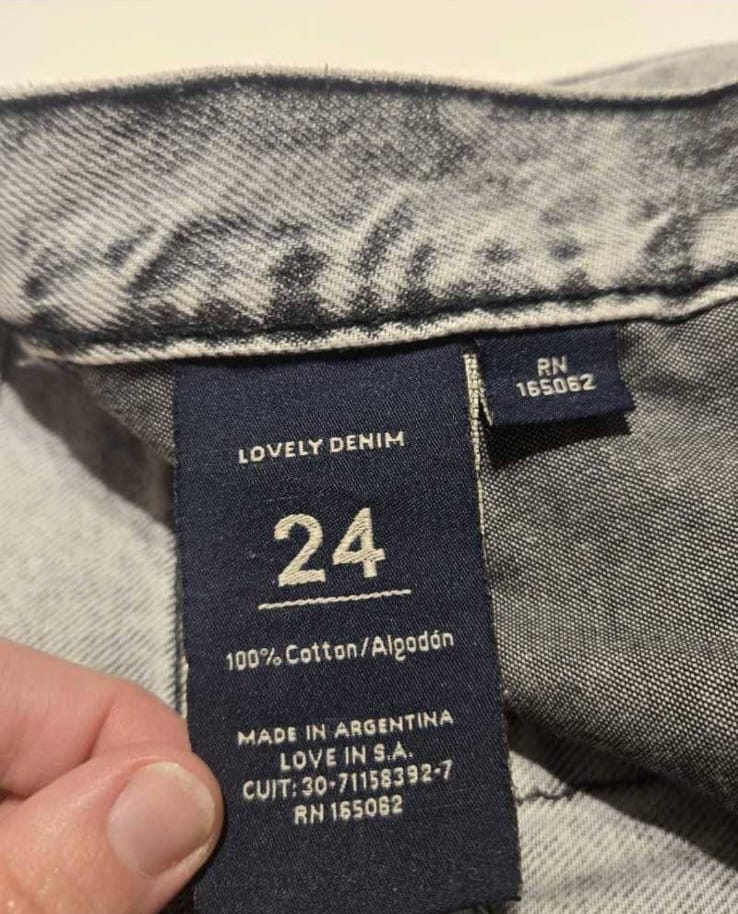 LOVELY DENIM
24
100% Cotton/Algodón
MADE IN ARGENTINA
LOVE IN S.A.
CUIT: 30-71158392-7
RN 165062
RN
165062